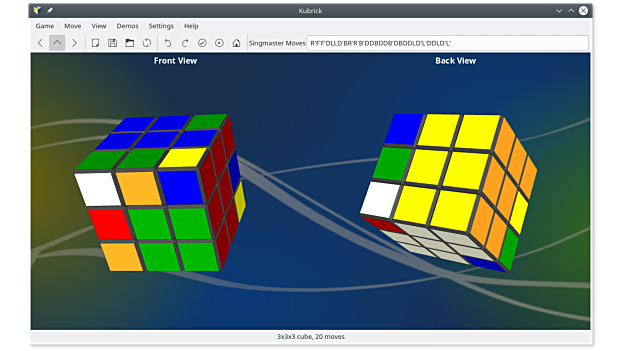 Kubrick
Game Move View Demos Settings Help
Singmaster Moves R'FF'DLLD'BR'R'B'DDBDDB'DBDDLD'L'DDLD'L'
Front View Back View
3x3x3 cube, 20 moves